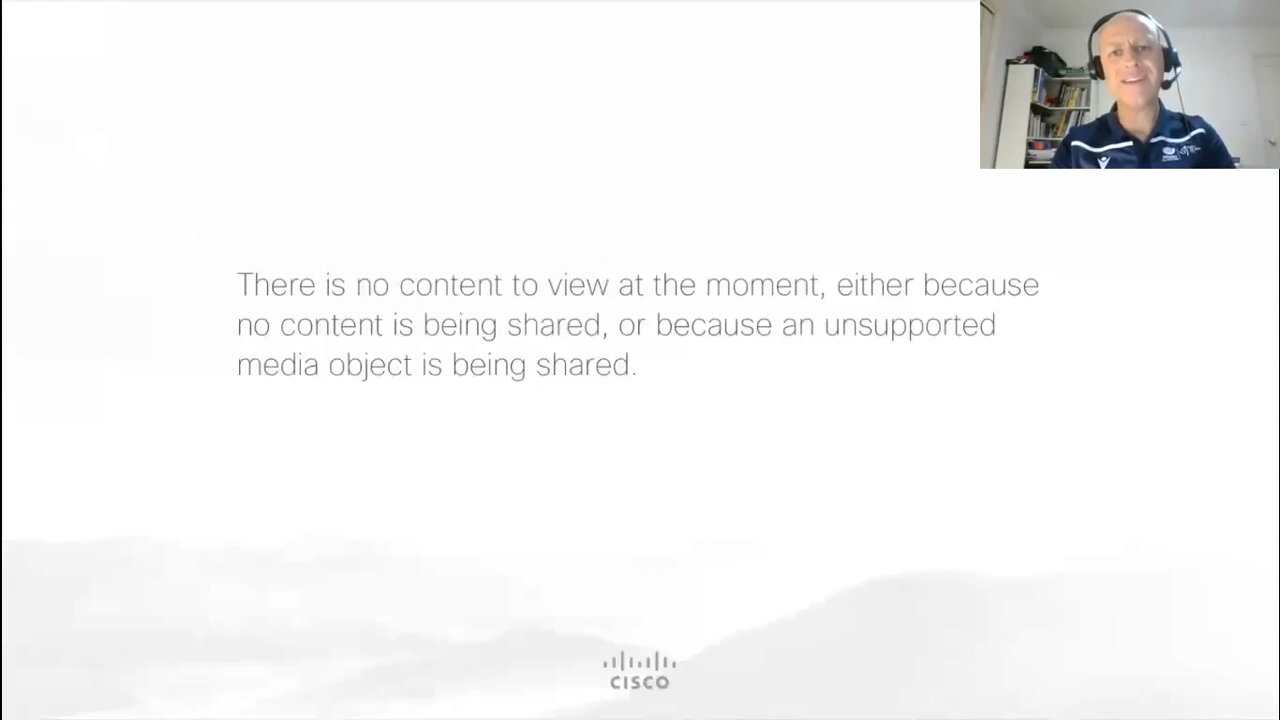 There is no content to view at the moment, either because
no content is being shared, or because an unsupported
media object is being shared.
CISCO